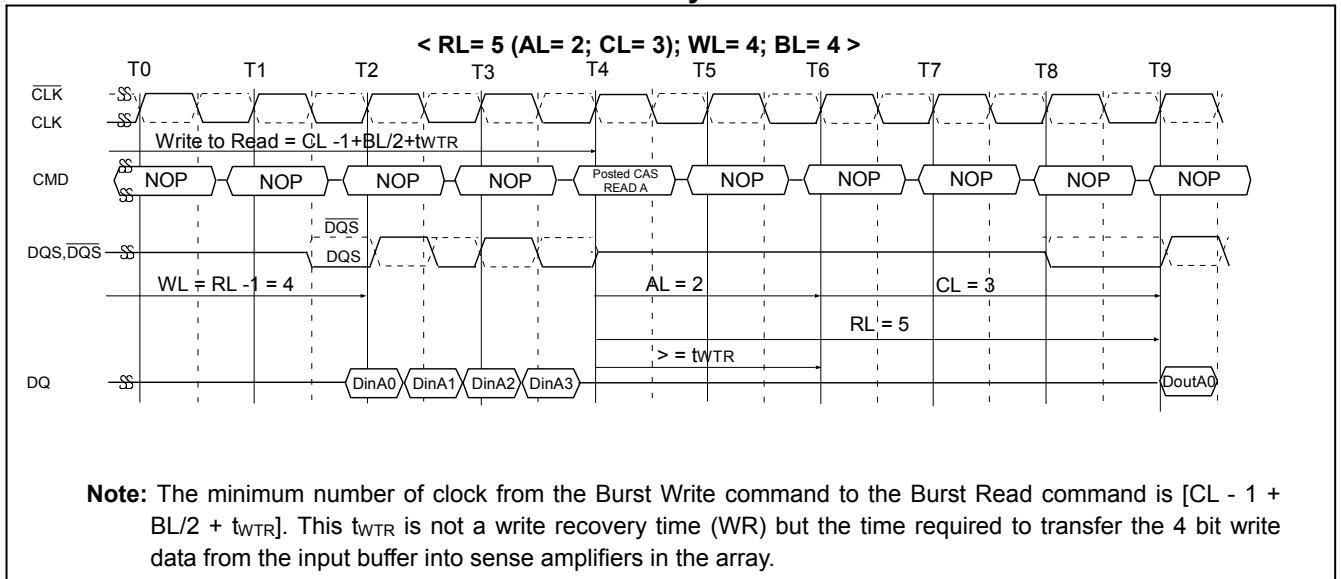 < RL= 5 (AL= 2; CL= 3); WL= 4; BL= 4 >
T0 T1 T2 T3 T4 T5 T6 T7 T8 T9
CLK
CLK
Write to Read = CL -1+BL/2+tWTR
CMD NOP NOP NOP NOP Posted CAS READ A NOP NOP NOP NOP NOP
DQS
DQS,DQS DQS
WL = RL -1 = 4 AL = 2 CL = 3
RL = 5
> = tWTR
DQ DinA0 DinA1 DinA2 DinA3 DoutA0
Note: The minimum number of clock from the Burst Write command to the Burst Read command is [CL - 1 +
BL/2 + tWTR]. This tWTR is not a write recovery time (WR) but the time required to transfer the 4 bit write
data from the input buffer into sense amplifiers in the array.